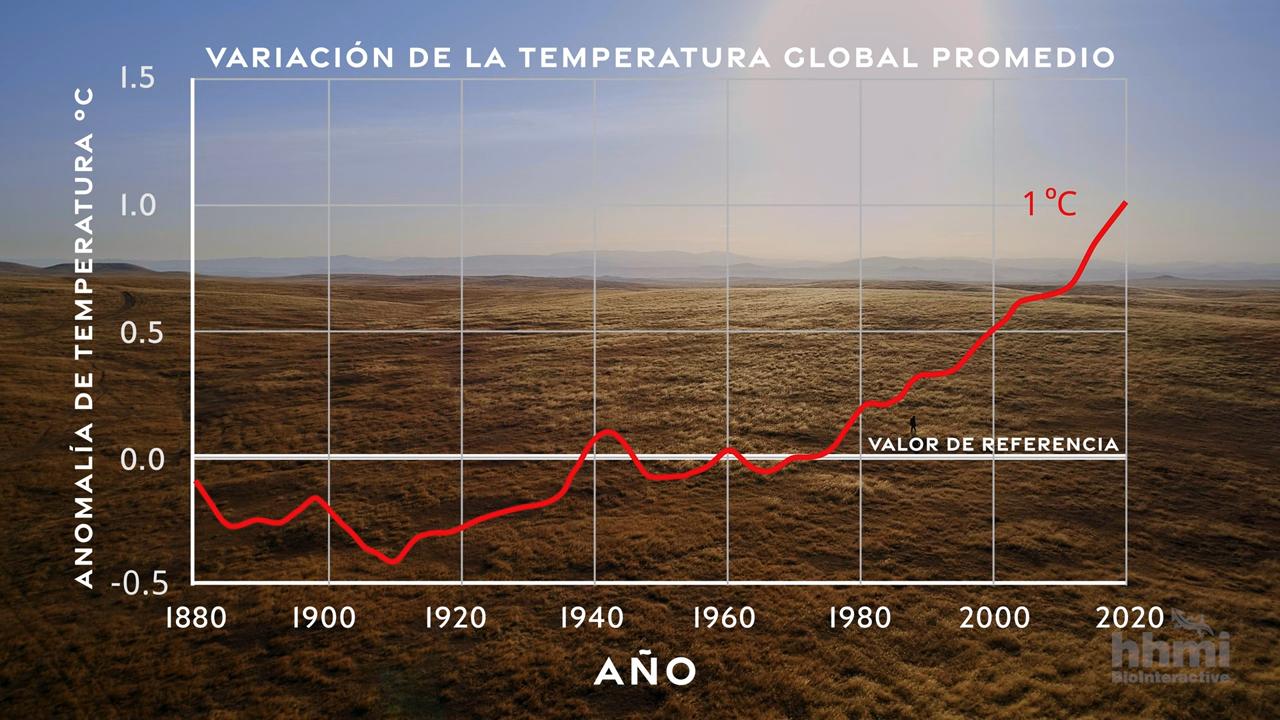 VARIACIÓN DE LA TEMPERATURA GLOBAL PROMEDIO
ANOMALÍA DE TEMPERATURA ºC
1.5
1.0
0.5
0.0
-0.5
1 ºC
VALOR DE REFERENCIA
1880 1900 1920 1940 1960 1980 2000 2020
AÑO
hhmi
BioInteractive